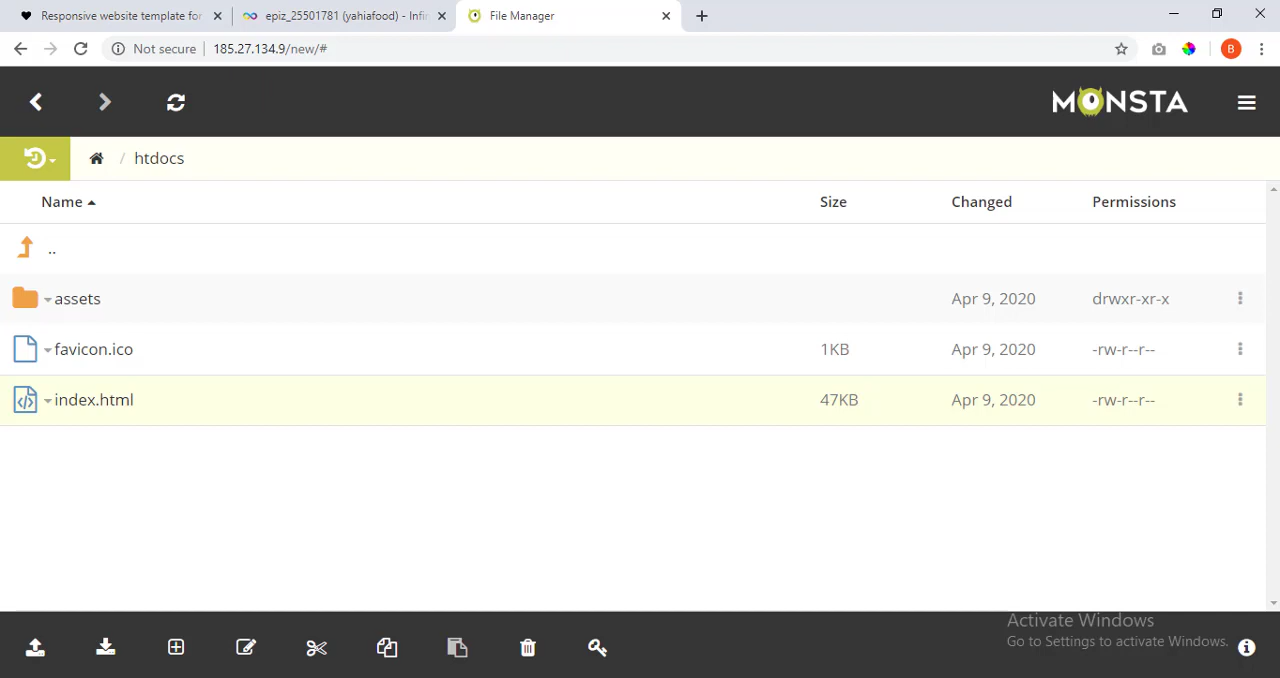 Responsive website template for
epiz_25501781 (yahiafood) - Infin
File Manager
Not secure
185.27.134.9/new/#
B
MONSTA
/ htdocs
Name
Size
Changed
Permissions
..
assets
Apr 9, 2020
drwxr-xr-x
favicon.ico
1KB
Apr 9, 2020
-rw-r--r--
index.html
47KB
Apr 9, 2020
-rw-r--r--
Activate Windows
Go to Settings to activate Windows.